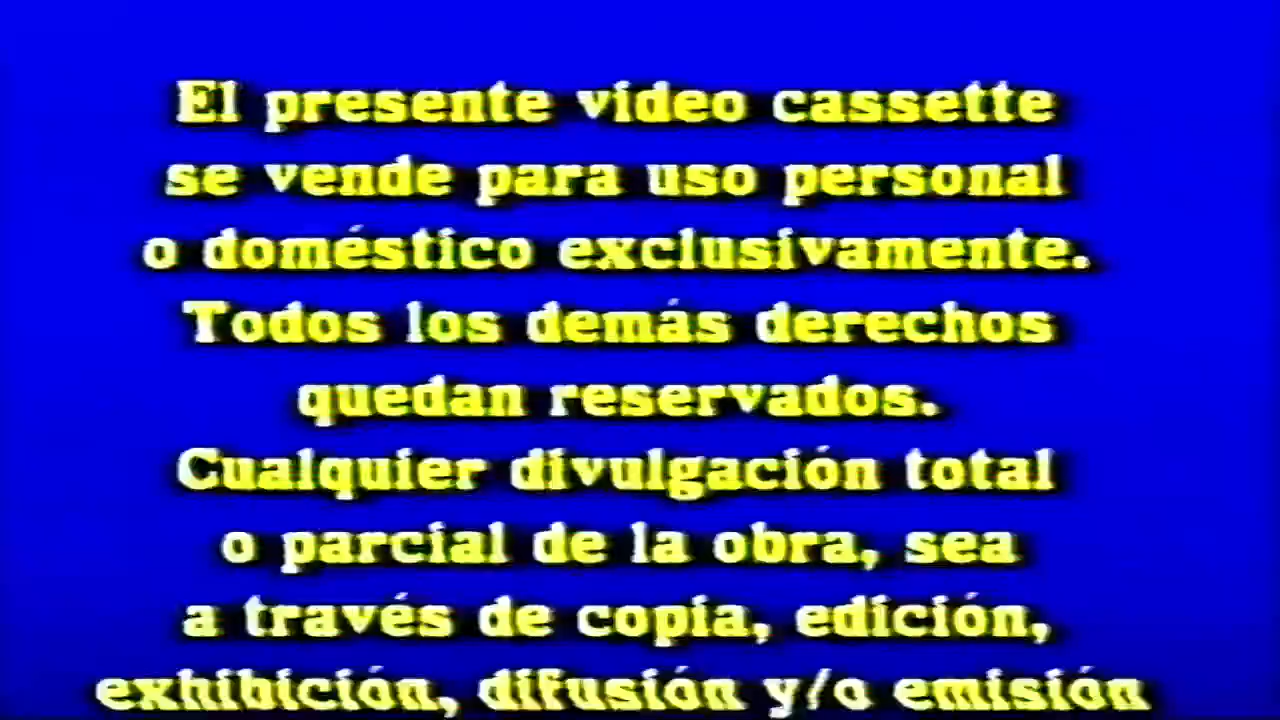 El presente video cassette
se vende para uso personal
o doméstico exclusivamente.
Todos los demás derechos
quedan reservados.
Cualquier divulgación total
o parcial de la obra, sea
a través de copia, edición,
exhibición, difusión y/o emisión